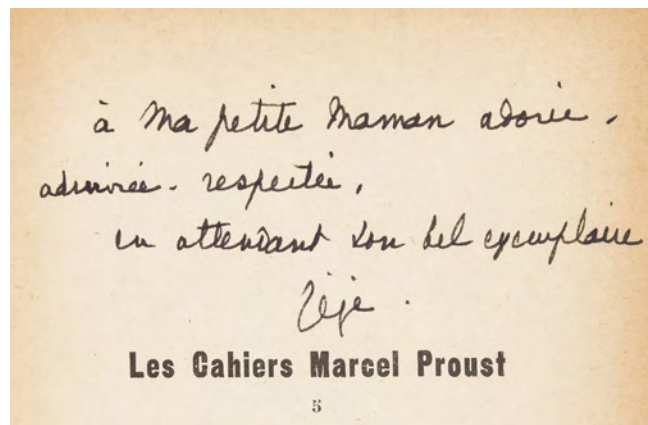 à ma petite Maman adorée.
admirée. respectée,
en attendant son bel exemplaire
Les Cahiers Marcel Proust
5